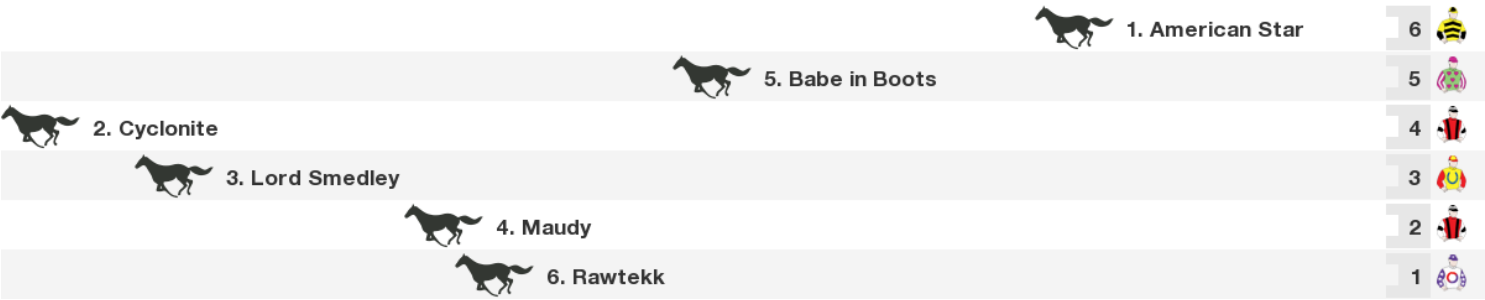 1. American Star 6
5. Babe in Boots 5
2. Cyclonite 4
3. Lord Smedley 3
4. Maudy 2
6. Rawtekk 1